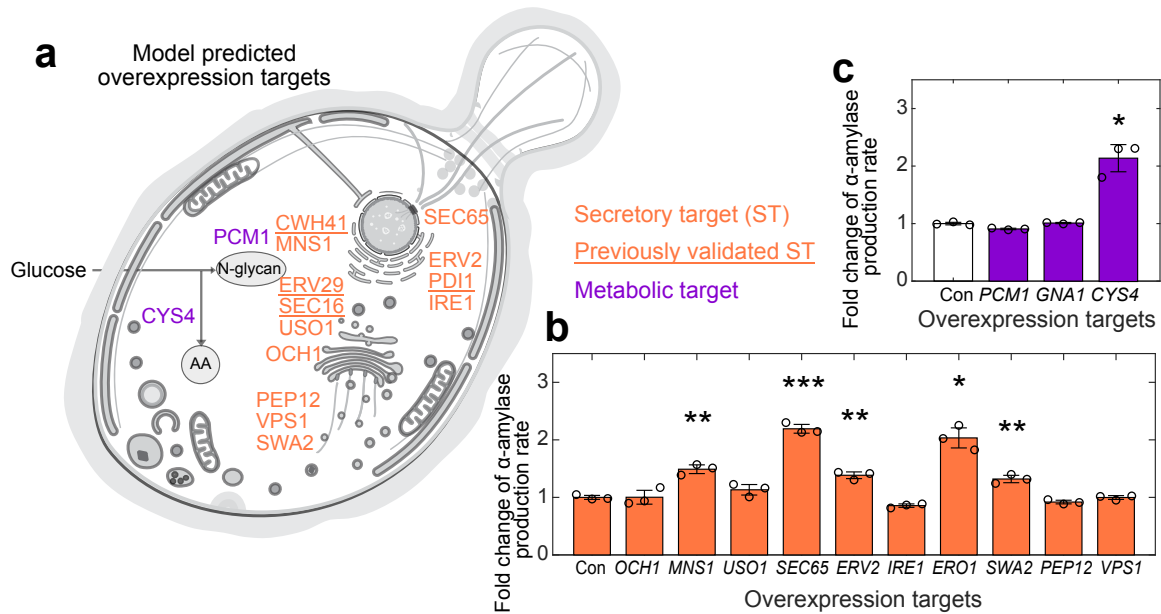 a
Model predicted
overexpression targets
Glucose
PCM1
N-glycan
CYS4
AA
CWH41
MNS1
SEC65
ERV2
PDI1
IRE1
ERV29
SEC16
USO1
OCH1
PEP12
VPS1
SWA2
Secretory target (ST)
Previously validated ST
Metabolic target
c
Fold change of α-amylase
production rate
3
2
1
0
*
Con PCM1 GNA1 CYS4
Overexpression targets
b
Fold change of α-amylase
production rate
3
2
1
0
** *** ** * **
Con OCH1 MNS1 USO1 SEC65 ERV2 IRE1 ERO1 SWA2 PEP12 VPS1
Overexpression targets